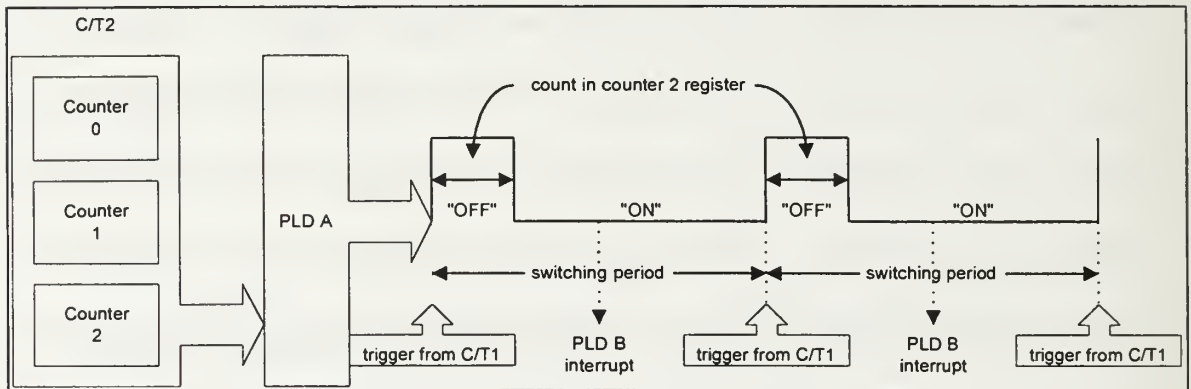 C/T2
Counter
0
Counter
1
Counter
2
PLD A
count in counter 2 register
"OFF"
"ON"
"OFF"
"ON"
switching period
switching period
trigger from C/T1
PLD B
interrupt
trigger from C/T1
PLD B
interrupt
trigger from C/T1